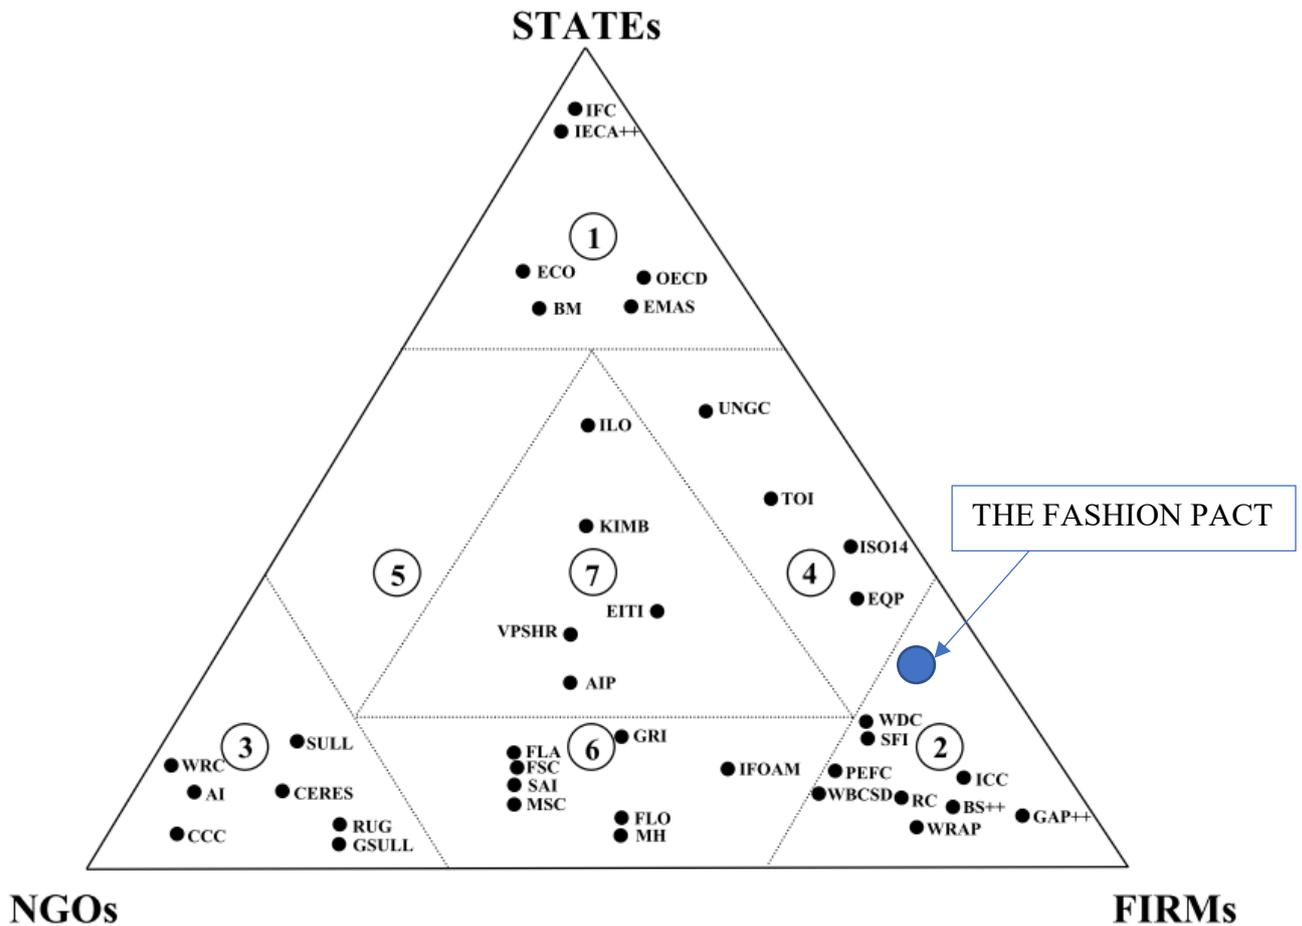 STATEs
IFC
IECA++
1
ECO
OECD
BM
EMAS
UNGC
ILO
TOI
THE FASHION PACT
KIMB
ISO14
5
7
4
EQP
EITI
VPSHR
AIP
WDC
GRI
SFI
3
SULL
6
2
FLA
WRC
FSC
IFOAM
PEFC
ICC
SAI
AI
CERES
WBCSD
RC
MSC
BS++
GAP++
FLO
RUG
WRAP
CCC
MH
GSULL
NGOs
FIRMs